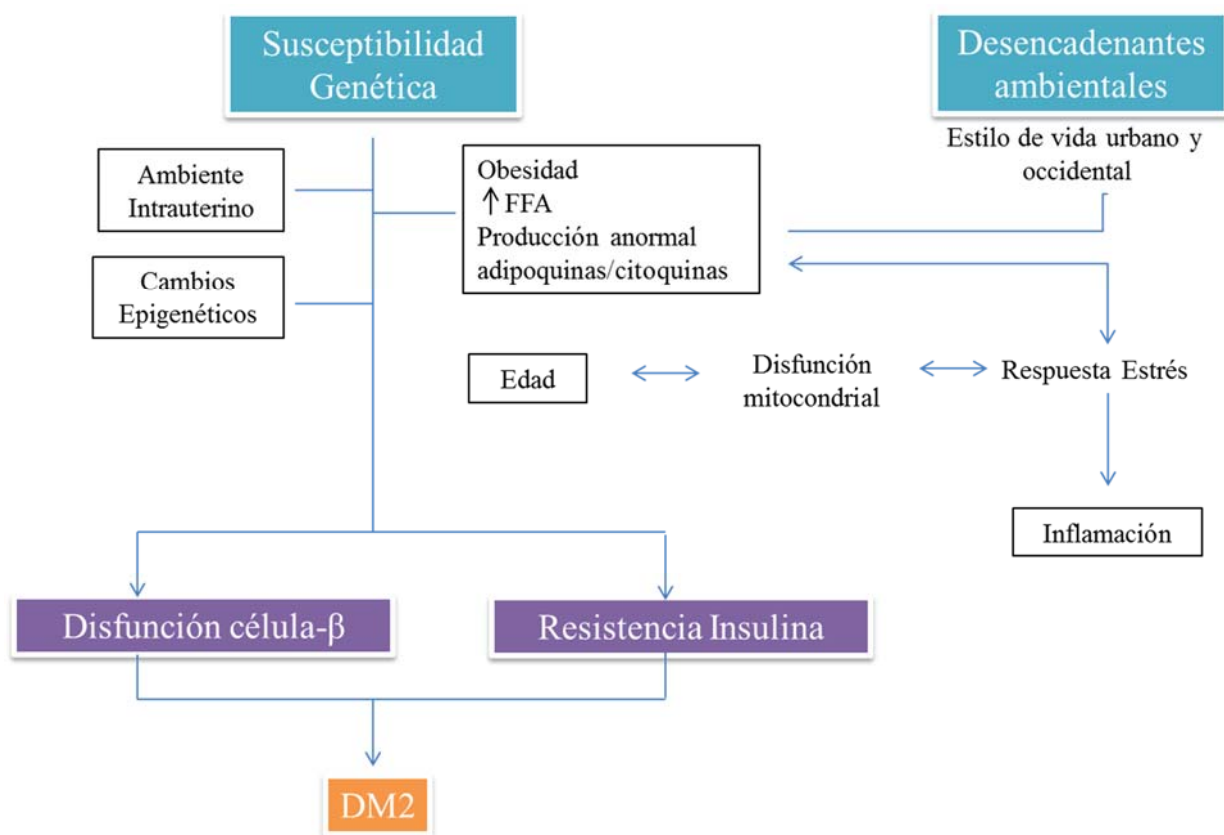 Susceptibilidad
Genética
Desencadenantes
ambientales
Estilo de vida urbano y
occidental
Ambiente
Intrauterino
Obesidad
↑FFA
Producción anormal
adipoquinas/citoquinas
Cambios
Epigenéticos
Edad
Disfunción
mitocondrial
Respuesta Estrés
Inflamación
Disfunción célula-β
Resistencia Insulina
DM2